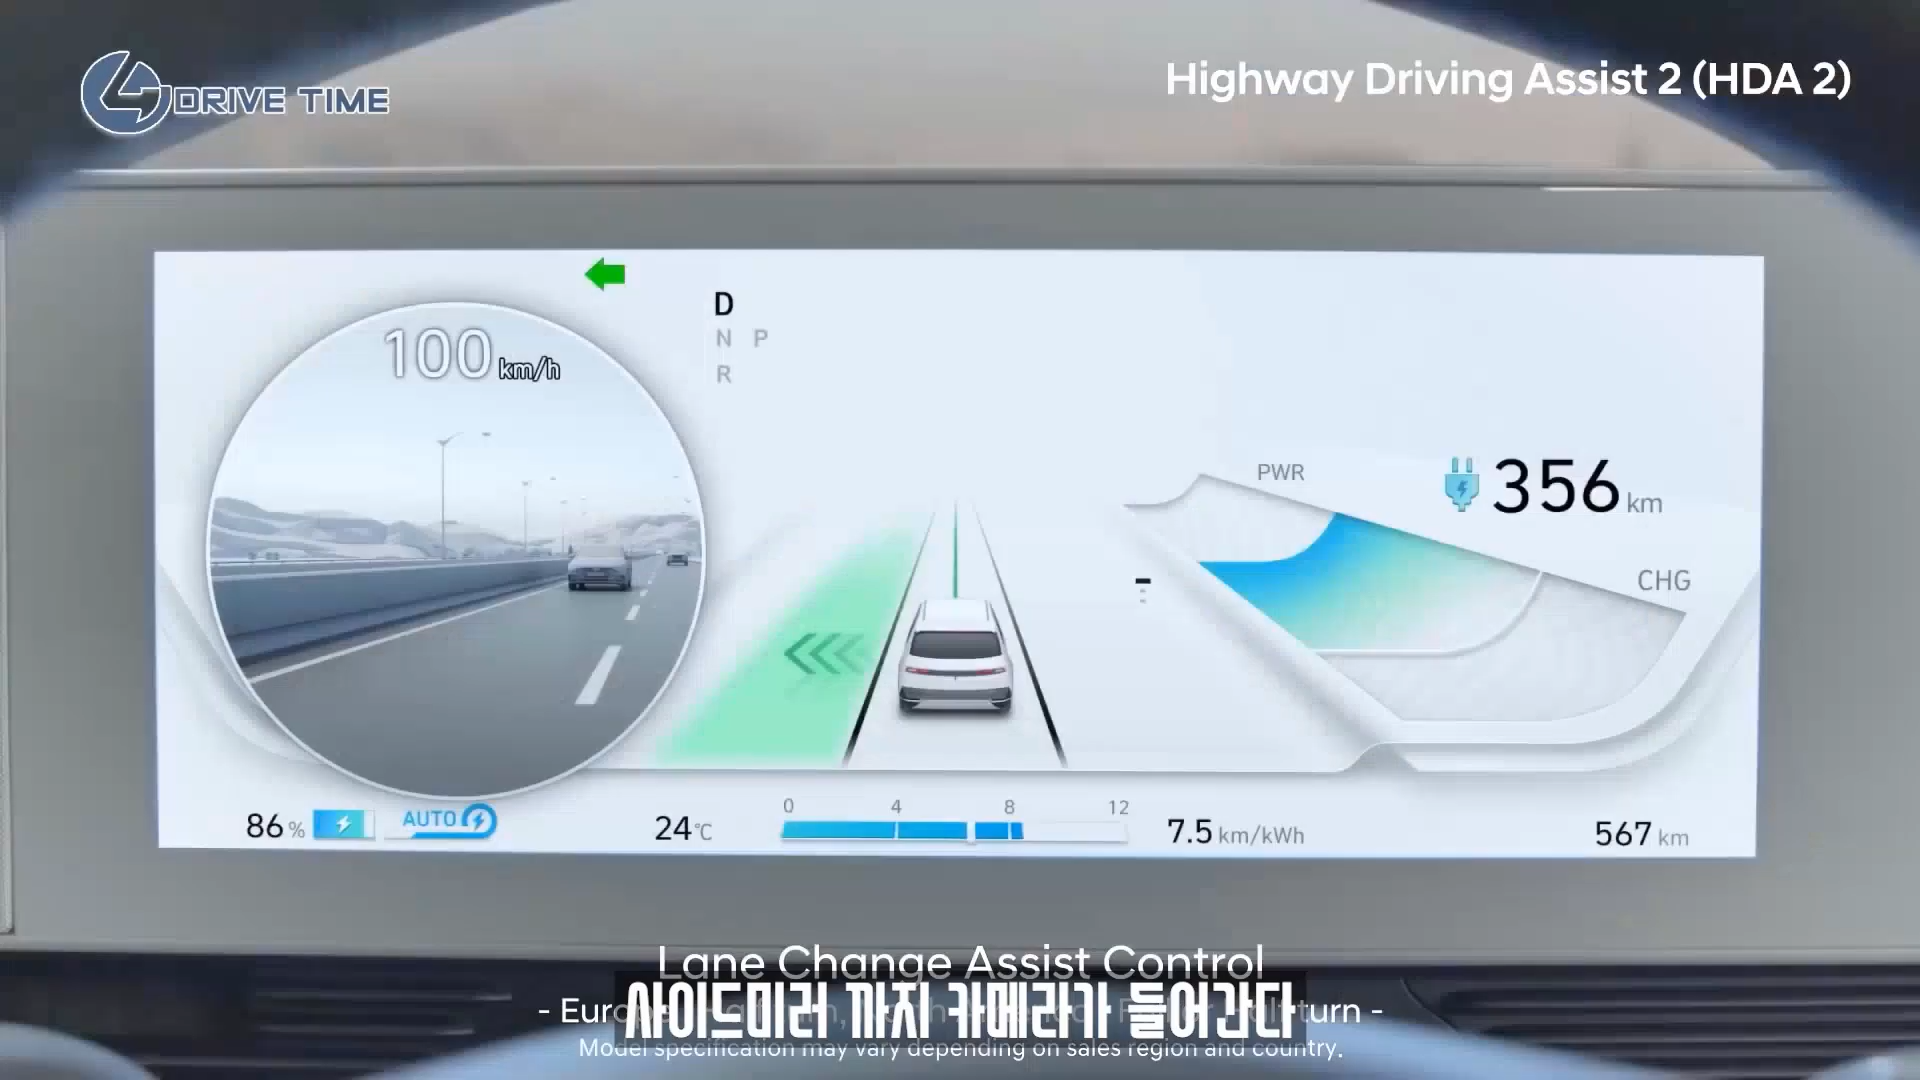 DRIVE TIME
Highway Driving Assist 2 (HDA 2)
100 km/h
D
N P
R
PWR
356 km
CHG
86 %
AUTO
24℃
0 4 8 12
7.5 km/kWh
567 km
Lane Change Assist Control
사이드미러 까지 카메라가 들어간다
turn -
Model specification may vary depending on sales region and country.